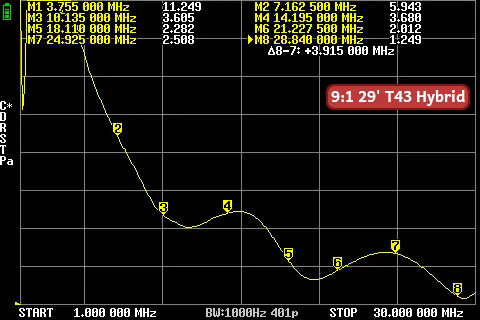 M1 3.755 000 MHz 11.249 M2 7.162 500 MHz 5.943
M3 10.135 000 MHz 3.605 M4 14.195 000 MHz 3.680
M5 18.110 000 MHz 2.282 M6 21.227 500 MHz 2.012
M7 24.925 000 MHz 2.508 M8 28.840 000 MHz 1.249
Δ8-7: +3.915 000 MHz
9:1 29' T43 Hybrid
C*
D
R
S
T
Pa
2
3
4
5
6
7
8
START 1.000 000 MHz BW:1000Hz 401p STOP 30.000 000 MHz